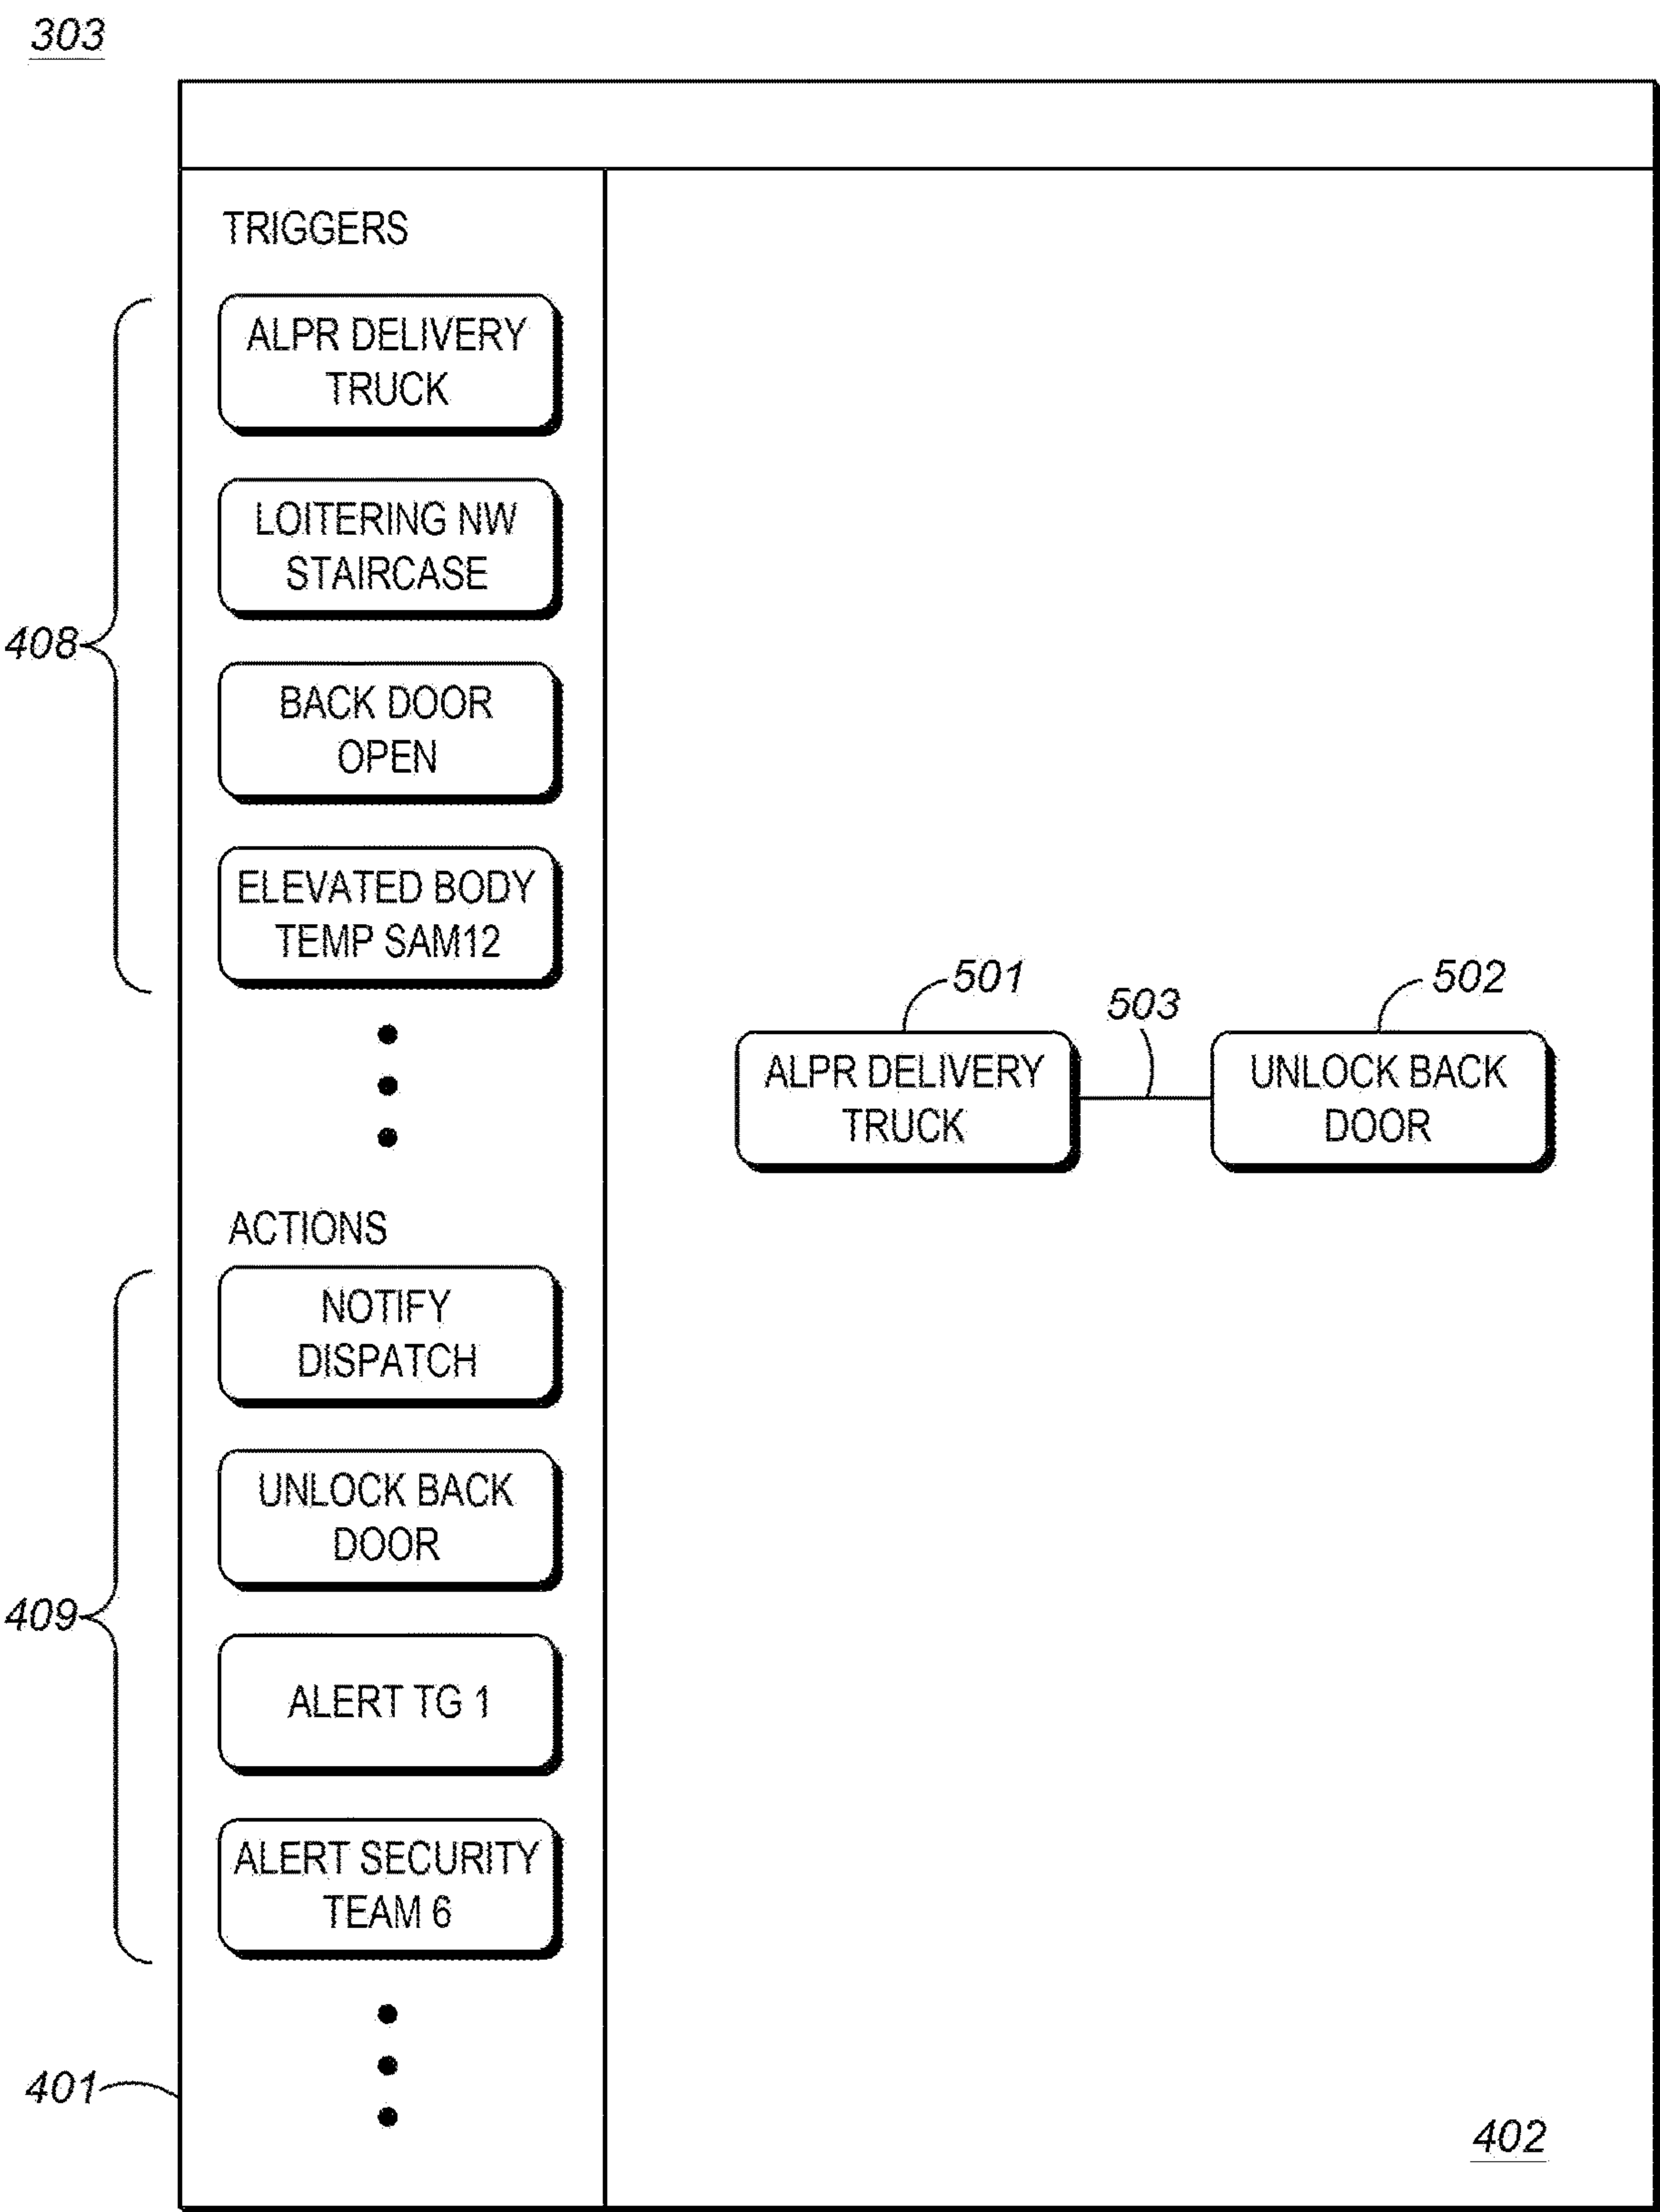 303
TRIGGERS
ALPR DELIVERY
TRUCK
LOITERING NW
STAIRCASE
408
BACK DOOR
OPEN
ELEVATED BODY
TEMP SAM12
501
503
502
ALPR DELIVERY
TRUCK
UNLOCK BACK
DOOR
ACTIONS
NOTIFY
DISPATCH
UNLOCK BACK
DOOR
409
ALERT TG 1
ALERT SECURITY
TEAM 6
401
402